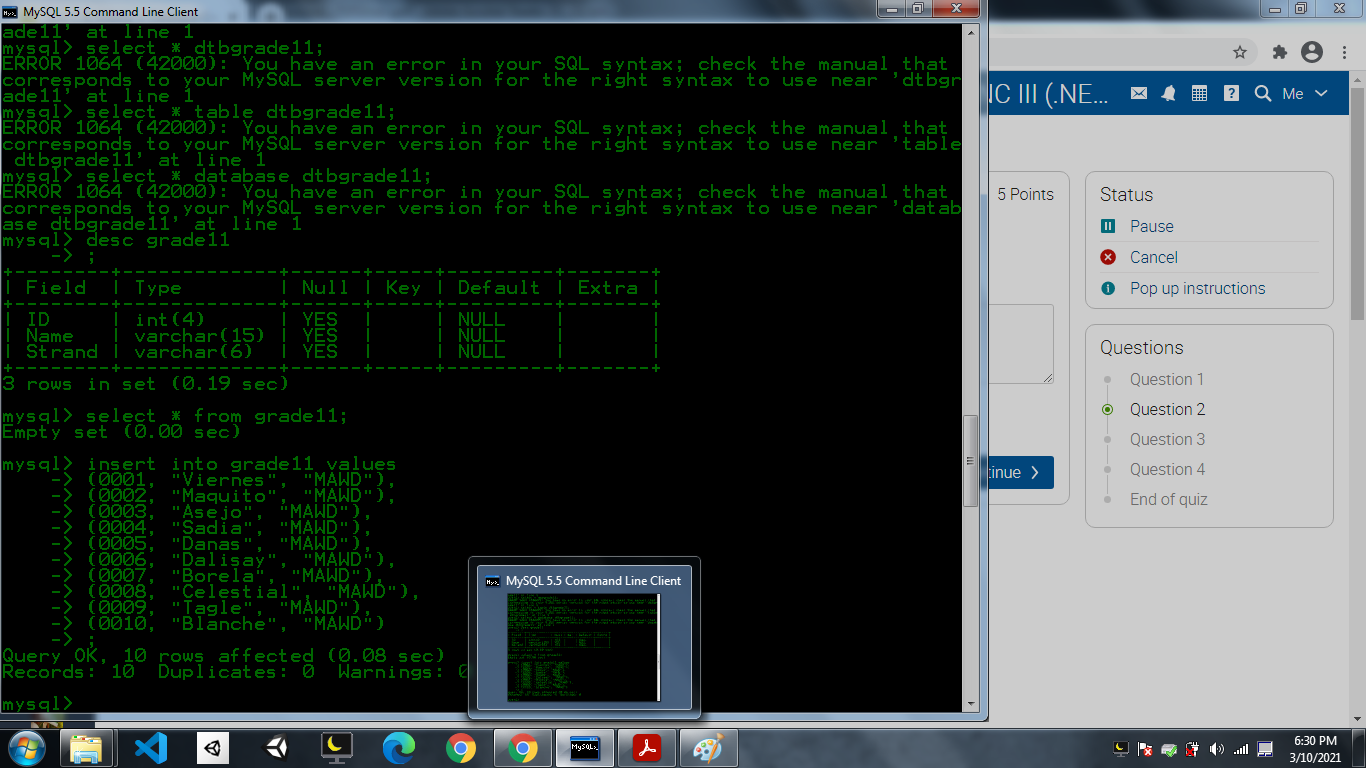 MySQL 5.5 Command Line Client
ade11' at line 1
mysql> select * dtbgrade11;
ERROR 1064 (42000): You have an error in your SQL syntax; check the manual that
corresponds to your MySQL server version for the right syntax to use near 'dtbgr
ade11' at line 1
mysql> select * table dtbgrade11;
ERROR 1064 (42000): You have an error in your SQL syntax; check the manual that
corresponds to your MySQL server version for the right syntax to use near 'table
 dtbgrade11' at line 1
mysql> select * database dtbgrade11;
ERROR 1064 (42000): You have an error in your SQL syntax; check the manual that
corresponds to your MySQL server version for the right syntax to use near 'datab
ase dtbgrade11' at line 1
mysql> desc grade11
    -> ;
| Field | Type | Null | Key | Default | Extra |
| ID | int(4) | YES | | NULL | |
| Name | varchar(15) | YES | | NULL | |
| Strand | varchar(6) | YES | | NULL | |
3 rows in set (0.19 sec)
mysql> select * from grade11;
Empty set (0.00 sec)
mysql> insert into grade11 values
    -> (0001, "Viernes", "MAWD"),
    -> (0002, "Maquito", "MAWD"),
    -> (0003, "Asejo", "MAWD"),
    -> (0004, "Sadia", "MAWD"),
    -> (0005, "Danas", "MAWD"),
    -> (0006, "Dalisay", "MAWD"),
    -> (0007, "Borela", "MAWD"),
    -> (0008, "Celestial", "MAWD"),
    -> (0009, "Tagle", "MAWD"),
    -> (0010, "Blanche", "MAWD")
    -> ;
Query OK, 10 rows affected (0.08 sec)
Records: 10  Duplicates: 0  Warnings: 0
mysql>
MySQL 5.5 Command Line Client
NC III (.NE...
Me
5 Points
Status
Pause
Cancel
Pop up instructions
Questions
Question 1
Question 2
Question 3
Question 4
End of quiz
tinue
6:30 PM
3/10/2021